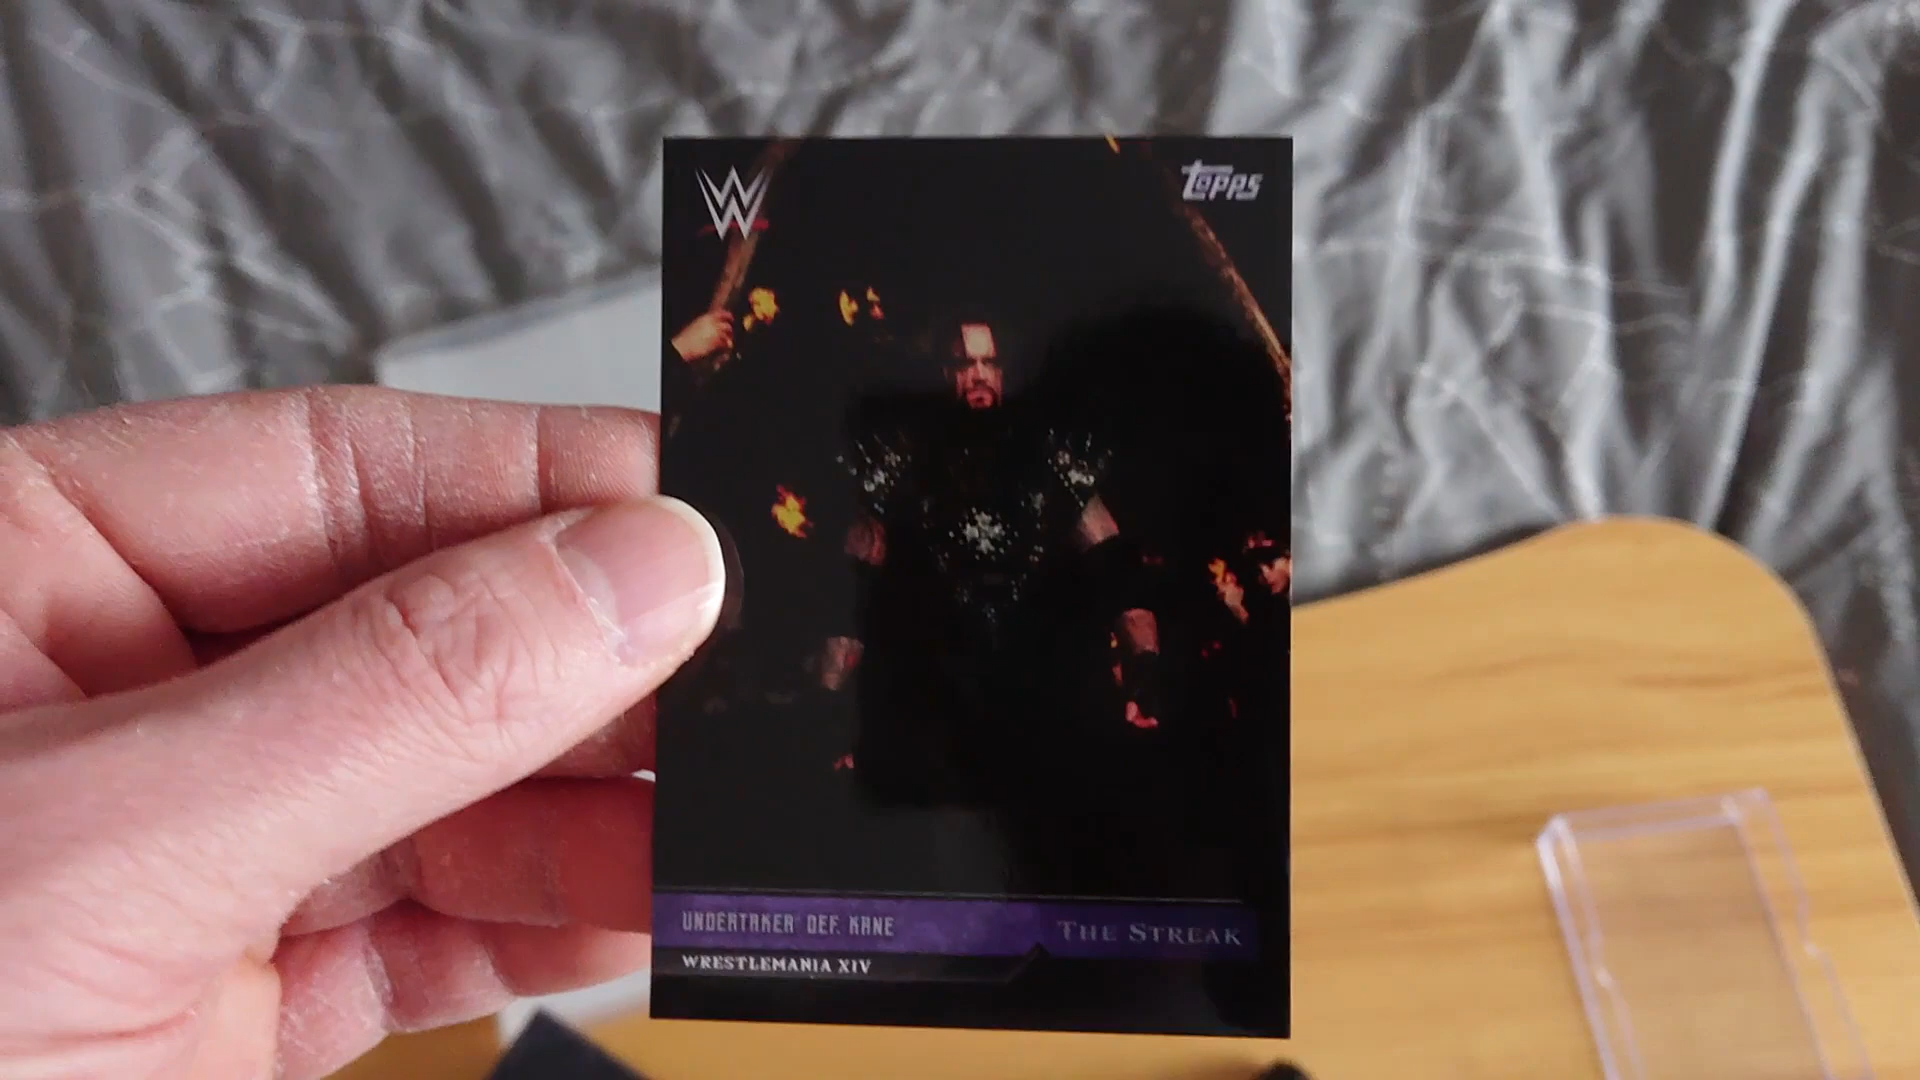 W
TOPPS
UNDERTAKER DEF. KANE
THE STREAK
WRESTLEMANIA XIV